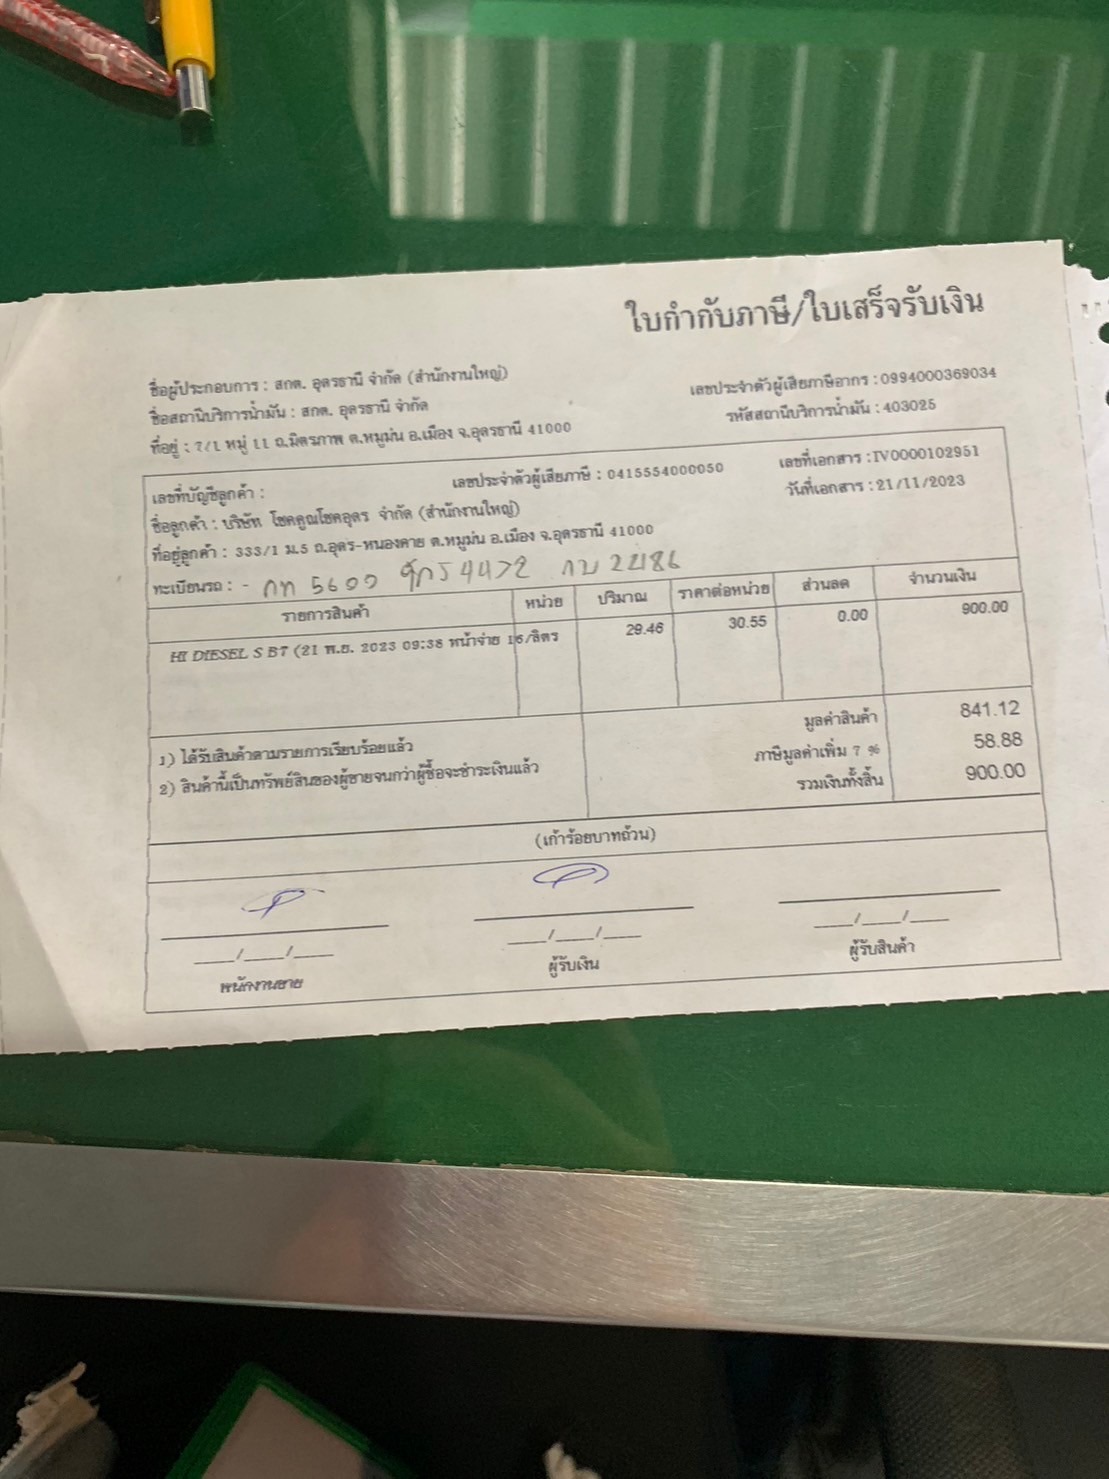 ใบกำกับภาษี/ใบเสร็จรับเงิน
ชื่อผู้ประกอบการ : สกต. อุดรธานี จำกัด (สำนักงานใหญ่)
เลขประจำตัวผู้เสียภาษีอากร : 0994000369034
ชื่อสถานีบริการน้ำมัน : สกต. อุดรธานี จำกัด
รหัสสถานีบริการน้ำมัน : 403025
ที่อยู่ : 7/1 หมู่ 11 ถ.มิตรภาพ ต.หมูม่น อ.เมือง จ.อุดรธานี 41000
เลขที่บัญชีลูกค้า :
เลขประจำตัวผู้เสียภาษี : 0415554000050
เลขที่เอกสาร : IV0000102951
ชื่อลูกค้า : บริษัท โชคคูณโชคอุดร จำกัด (สำนักงานใหญ่)
วันที่เอกสาร : 21/11/2023
ที่อยู่ลูกค้า : 333/1 ม.5 ถ.อุดร-หนองคาย ต.หมูม่น อ.เมือง จ.อุดรธานี 41000
ทะเบียนรถ : - 5600
รายการสินค้า หน่วย ปริมาณ ราคาต่อหน่วย ส่วนลด จำนวนเงิน
HI DIESEL S B7 (21 พ.ย. 2023 09:38 หน้าจ่าย 16/ลิตร 29.46 30.55 0.00 900.00
1) ได้รับสินค้าตามรายการเรียบร้อยแล้ว
2) สินค้านี้เป็นทรัพย์สินของผู้ขายจนกว่าผู้ซื้อจะชำระเงินแล้ว
มูลค่าสินค้า 841.12
ภาษีมูลค่าเพิ่ม 7 % 58.88
รวมเงินทั้งสิ้น 900.00
(เก้าร้อยบาทถ้วน)
___/___/___ ___/___/___ ___/___/___
พนักงานขาย ผู้รับเงิน ผู้รับสินค้า